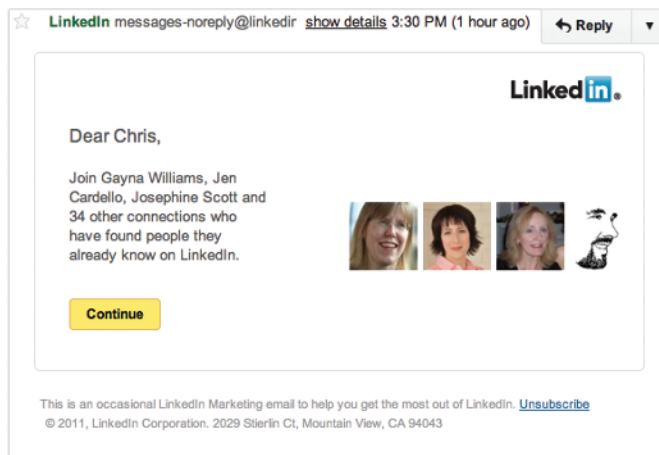 LinkedIn messages-noreply@linkedir show details 3:30 PM (1 hour ago) Reply
Linked in ®
Dear Chris,
Join Gayna Williams, Jen
Cardello, Josephine Scott and
34 other connections who
have found people they
already know on LinkedIn.
Continue
This is an occasional LinkedIn Marketing email to help you get the most out of LinkedIn. Unsubscribe
© 2011, LinkedIn Corporation. 2029 Stierlin Ct, Mountain View, CA 94043